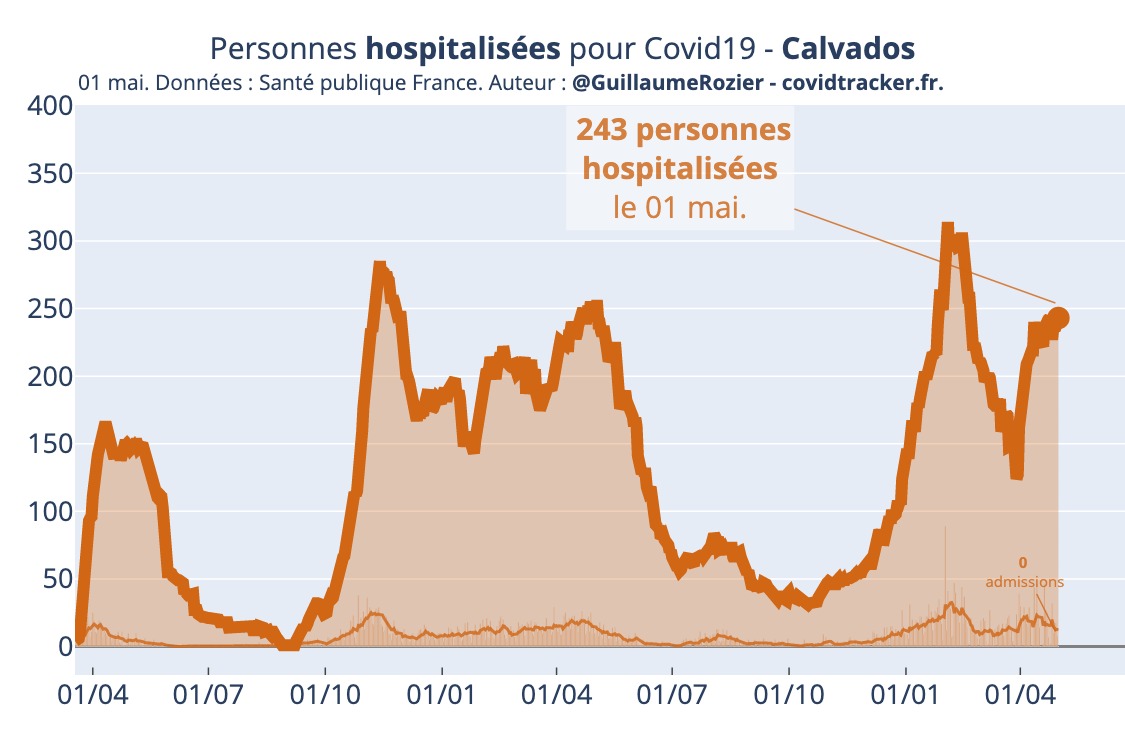 Personnes hospitalisées pour Covid19 - Calvados
01 mai. Données : Santé publique France. Auteur : @GuillaumeRozier - covidtracker.fr.
400
350
300
250
200
150
100
50
0
243 personnes
hospitalisées
le 01 mai.
0
admissions
01/04 01/07 01/10 01/01 01/04 01/07 01/10 01/01 01/04